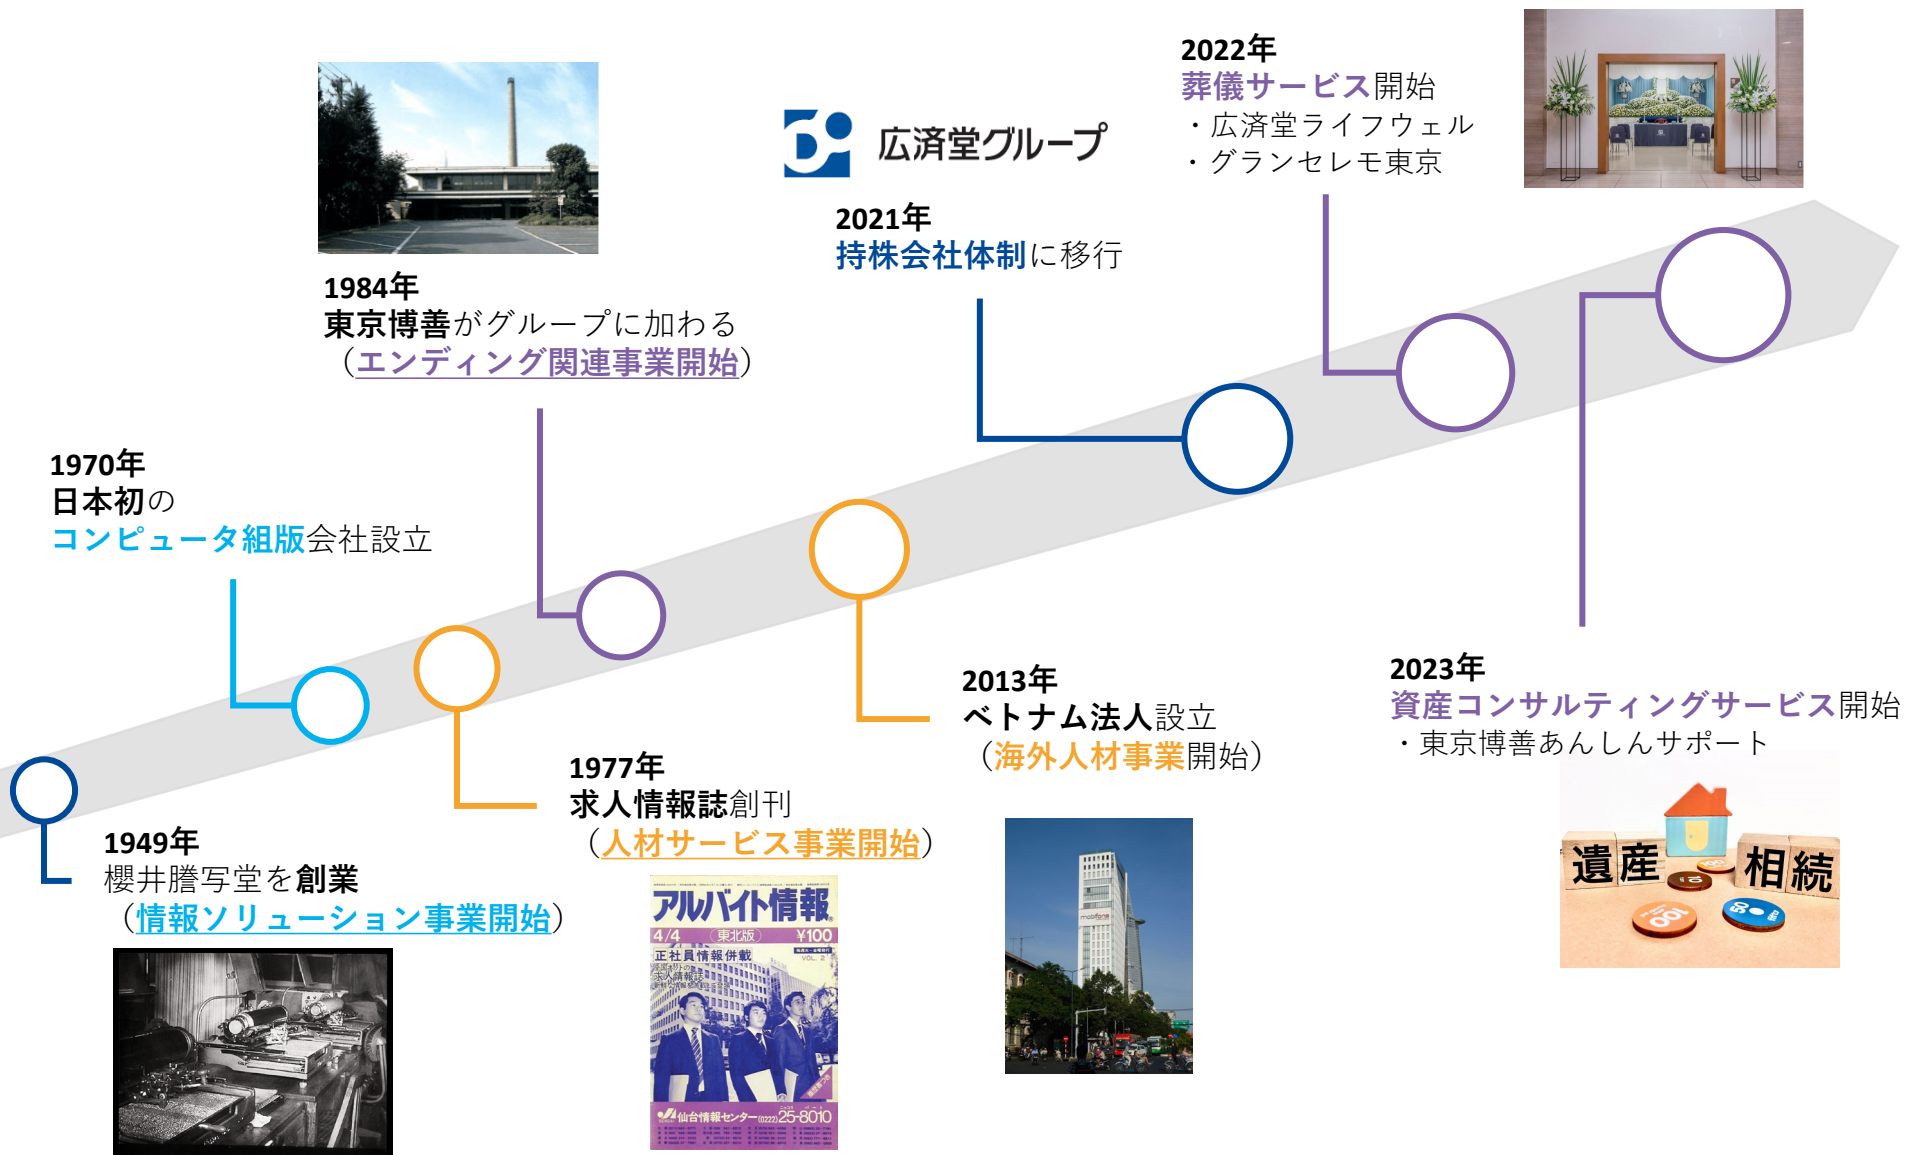 1949年
櫻井謄写堂を創業
（情報ソリューション事業開始）
1970年
日本初の
コンピュータ組版会社設立
1977年
求人情報誌創刊
（人材サービス事業開始）
アルバイト情報
4/4 東北版 ¥100
正社員情報併載
VOL. 2
求人情報誌
仙台情報センター (0222)25-8010
1984年
東京博善がグループに加わる
（エンディング関連事業開始）
2013年
ベトナム法人設立
（海外人材事業開始）
mobifone
広済堂グループ
2021年
持株会社体制に移行
2022年
葬儀サービス開始
・広済堂ライフウェル
・グランセレモ東京
2023年
資産コンサルティングサービス開始
・東京博善あんしんサポート
遺産 相続
100
50